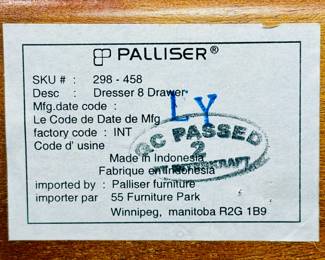 PALLISER®
SKU # : 298 - 458
Desc : Dresser 8 Drawer
Mfg.date code :
LY
Le Code de Date de Mfg
factory code : INT
Code d' usine
QC PASSED
2
Made in Indonesia
Fabrique en Indonesia
imported by : Palliser furniture
importer par 55 Furniture Park
Winnipeg, manitoba R2G 1B9